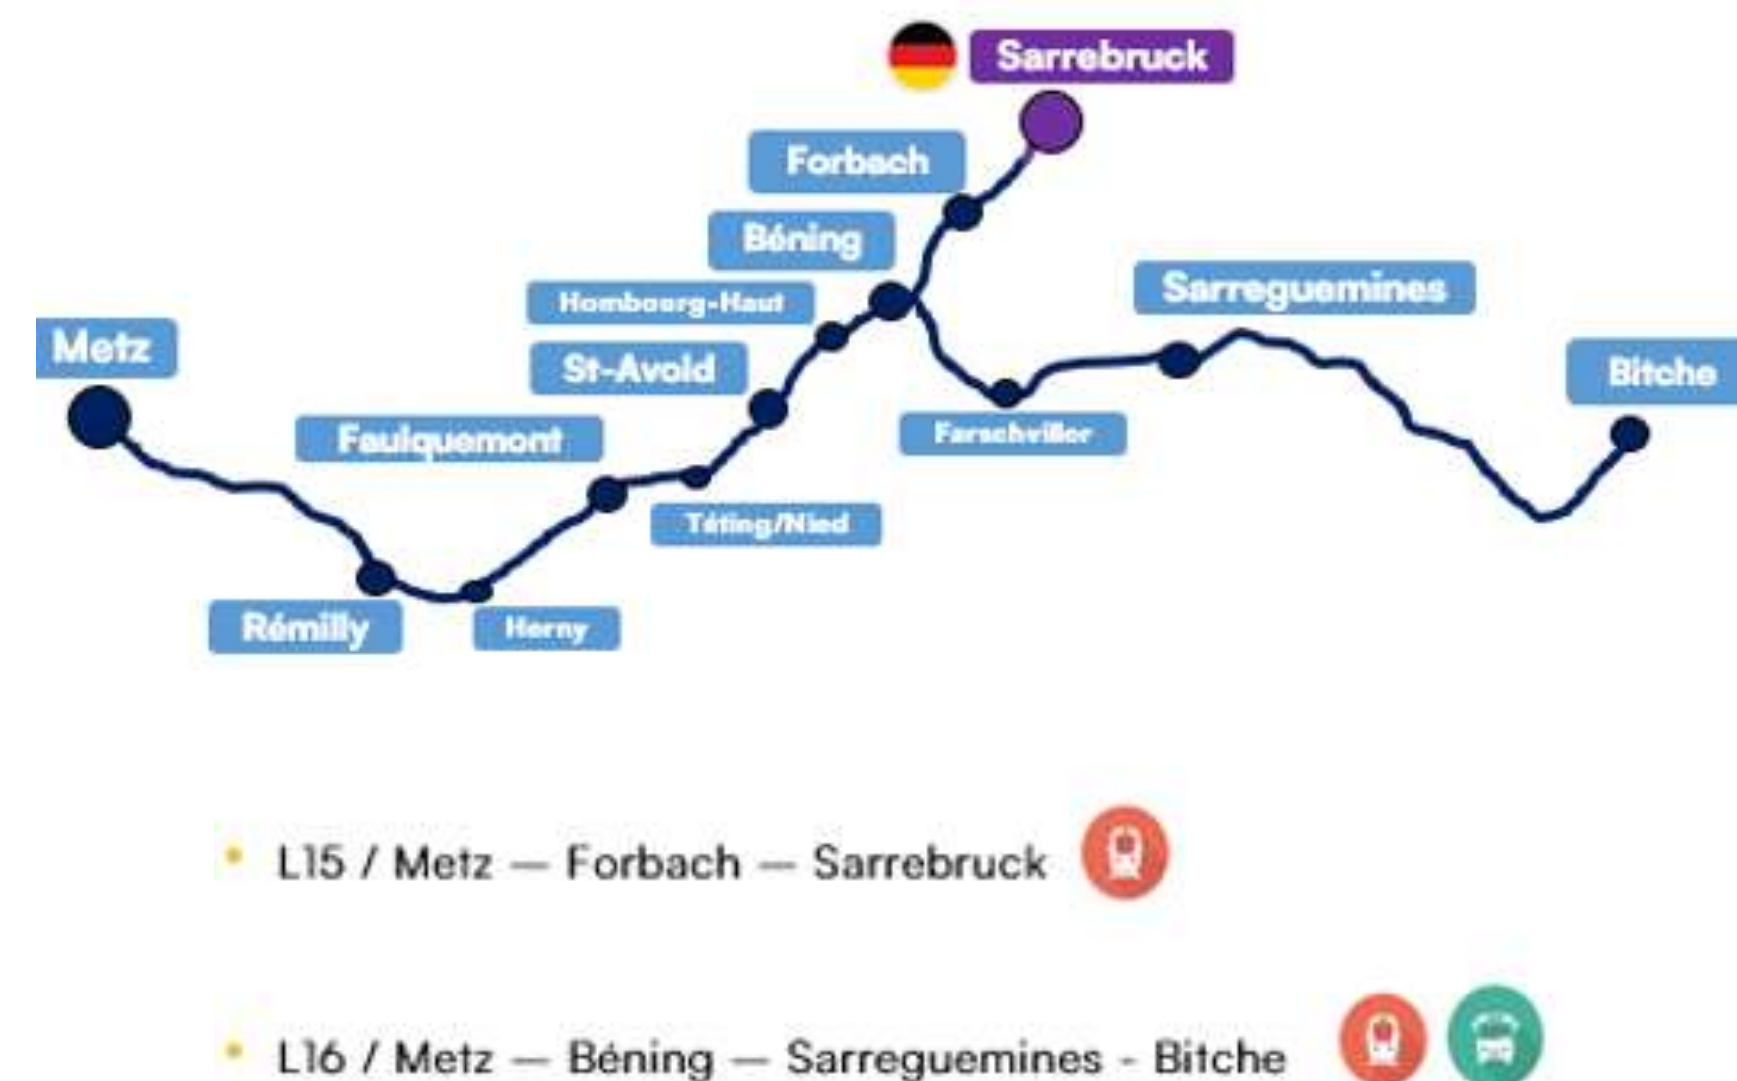 Sarrebruck
Forbach
Béning
Hombourg-Haut
Sarreguemines
Metz
St-Avold
Bitche
Faulquemont
Farschviller
Téting/Nied
Rémilly
Herny
L15 / Metz — Forbach — Sarrebruck
L16 / Metz — Béning — Sarreguemines - Bitche